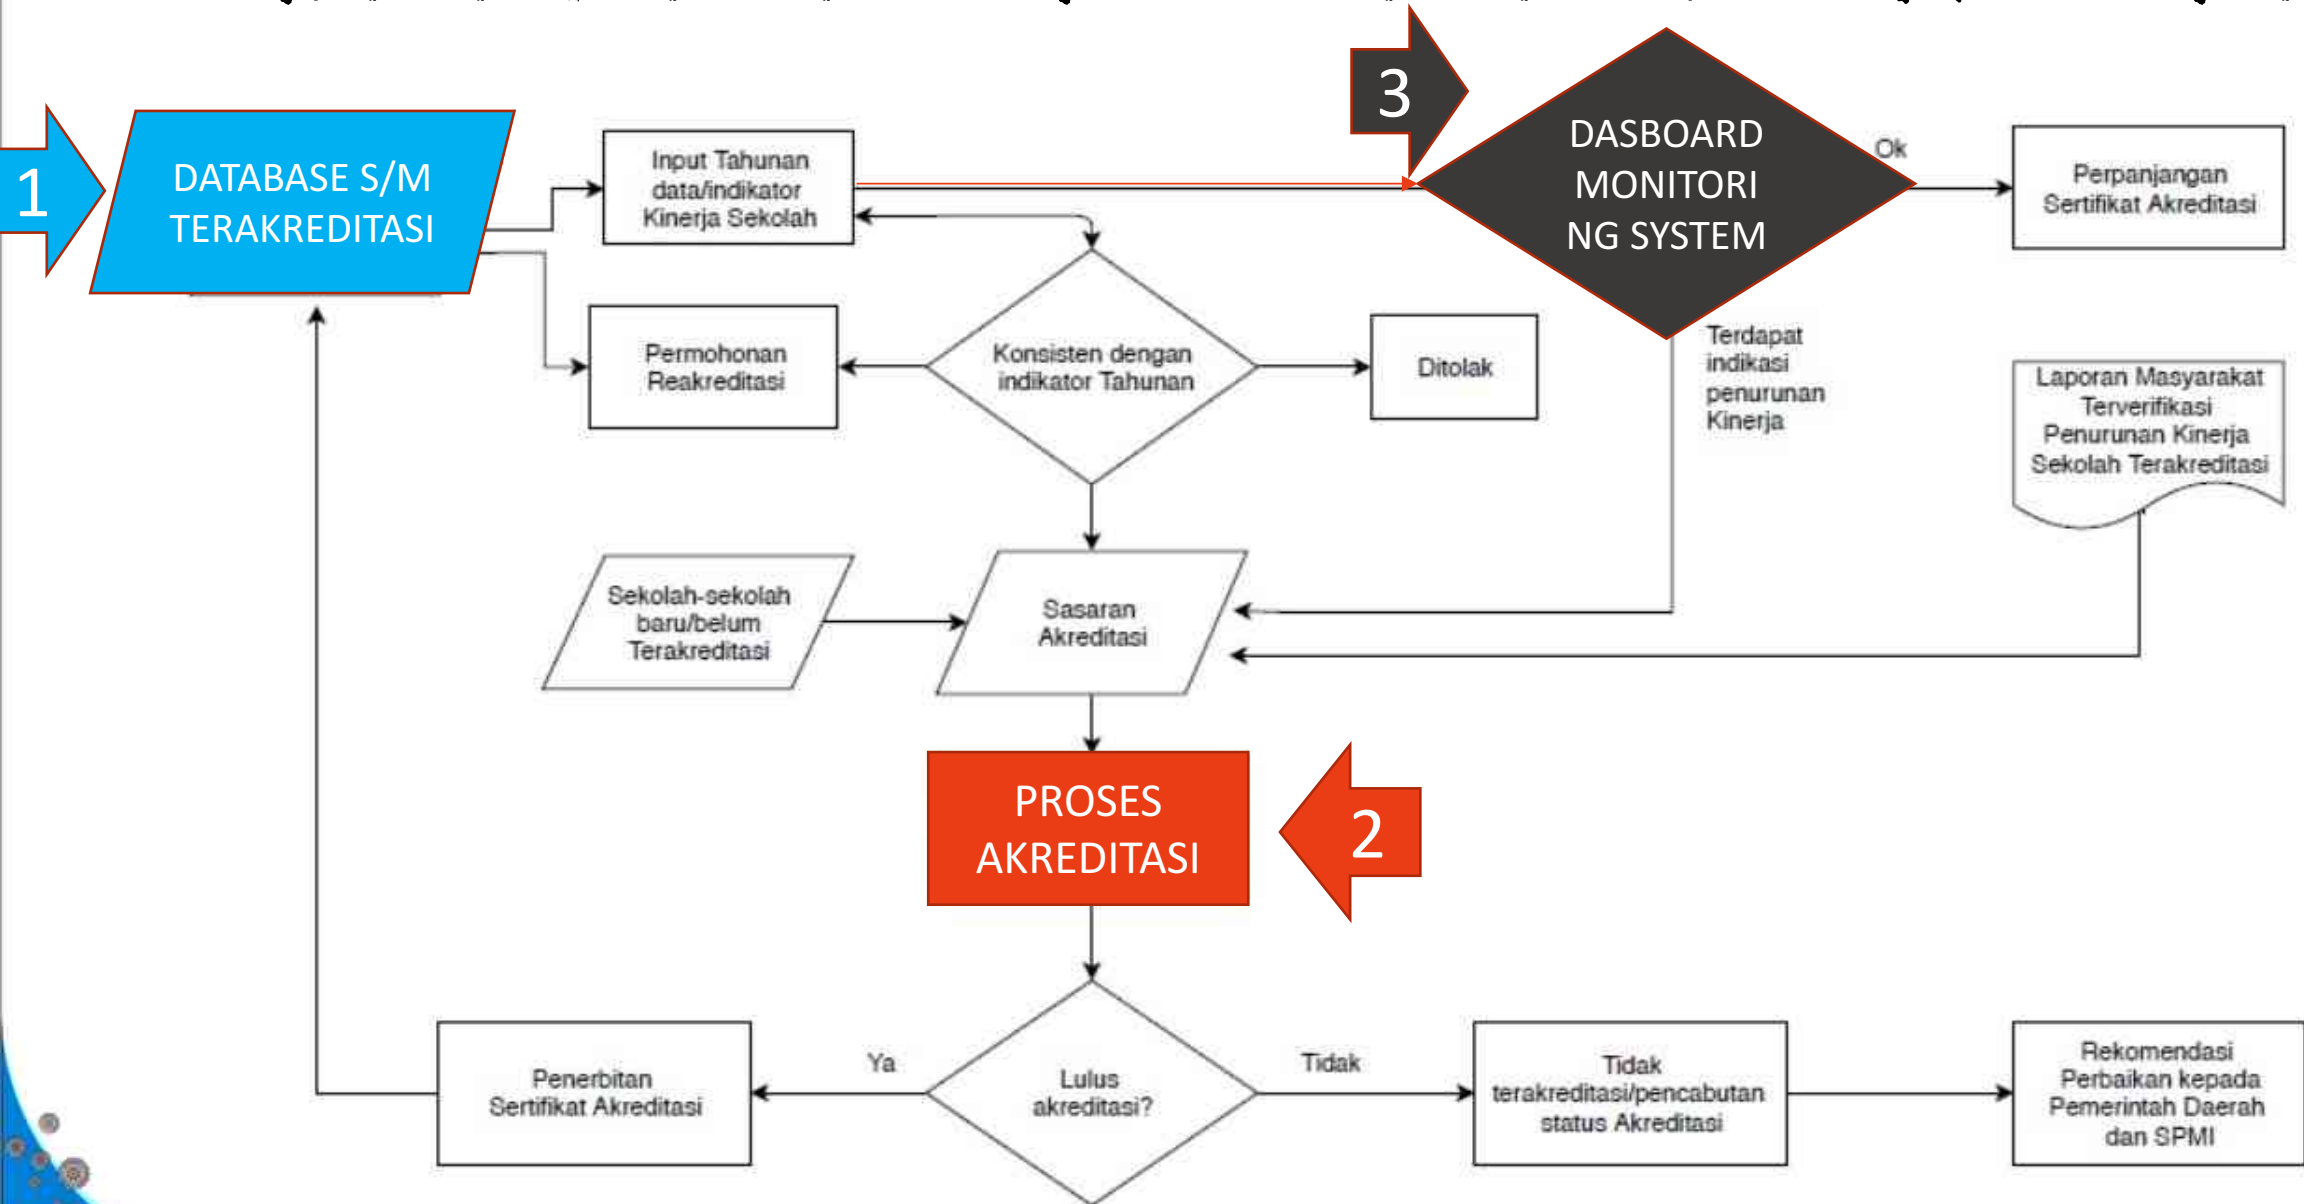 1
DATABASE S/M
TERAKREDITASI
Input Tahunan
data/indikator
Kinerja Sekolah
3
DASBOARD
MONITORI
NG SYSTEM
Ok
Perpanjangan
Sertifikat Akreditasi
Permohonan
Reakreditasi
Konsisten dengan
indikator Tahunan
Ditolak
Terdapat
indikasi
penurunan
Kinerja
Laporan Masyarakat
Terverifikasi
Penurunan Kinerja
Sekolah Terakreditasi
Sekolah-sekolah
baru/belum
Terakreditasi
Sasaran
Akreditasi
PROSES
AKREDITASI
2
Penerbitan
Sertifikat Akreditasi
Ya
Lulus
akreditasi?
Tidak
Tidak
terakreditasi/pencabutan
status Akreditasi
Rekomendasi
Perbaikan kepada
Pemerintah Daerah
dan SPMI